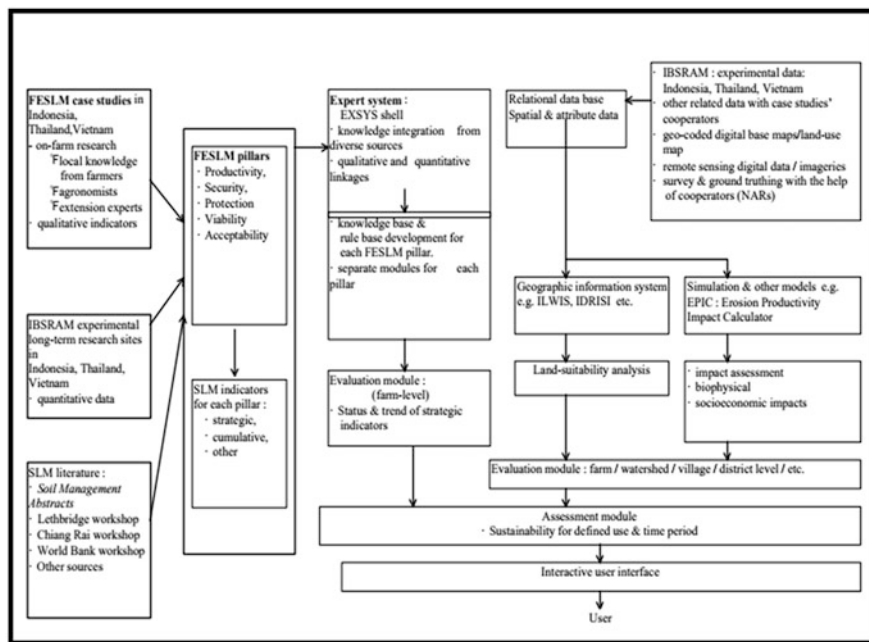 FESLM case studies in
Indonesia,
Thailand,Vietnam
- on-farm research
local knowledge
from farmers
agronomists
extension experts
· qualitative indicators
IBSRAM experimental
long-term research sites
in
Indonesia, Thailand,
Vietnam
· quantitative data
SLM literature :
· Soil Management
Abstracts
· Lethbridge workshop
· Chiang Rai workshop
· World Bank workshop
· Other sources
FESLM pillars
· Productivity,
· Security,
· Protection
· Viability
· Acceptability
SLM indicators
for each pillar :
· strategic,
· cumulative,
· other
Expert system :
EXSYS shell
· knowledge integration from
diverse sources
· qualitative and quantitative
linkages
· knowledge base &
rule base development for
each FESLM pillar.
· separate modules for each
pillar
Evaluation module :
(farm-level)
· Status & trend of strategic
indicators
Relational data base
Spatial & attribute data
· IBSRAM : experimental data:
Indonesia, Thailand, Vietnam
· other related data with case studies'
cooperators
· geo-coded digital base maps/land-use
map
· remote sensing digital data / imageries
· survey & ground truthing with the help
of cooperators (NARs)
Geographic information system
e.g. ILWIS, IDRISI etc.
Simulation & other models e.g.
EPIC : Erosion Productivity
Impact Calculator
Land-suitability analysis
· impact assessment
· biophysical
· socioeconomic impacts
Evaluation module : farm / watershed / village / district level / etc.
Assessment module
· Sustainability for defined use & time period
Interactive user interface
User